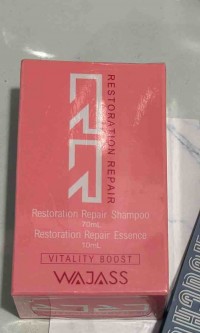 RESTORATION REPAIR
Restoration Repair Shampoo
70mL
Restoration Repair Essence
10mL
VITALITY BOOST
WAJASS